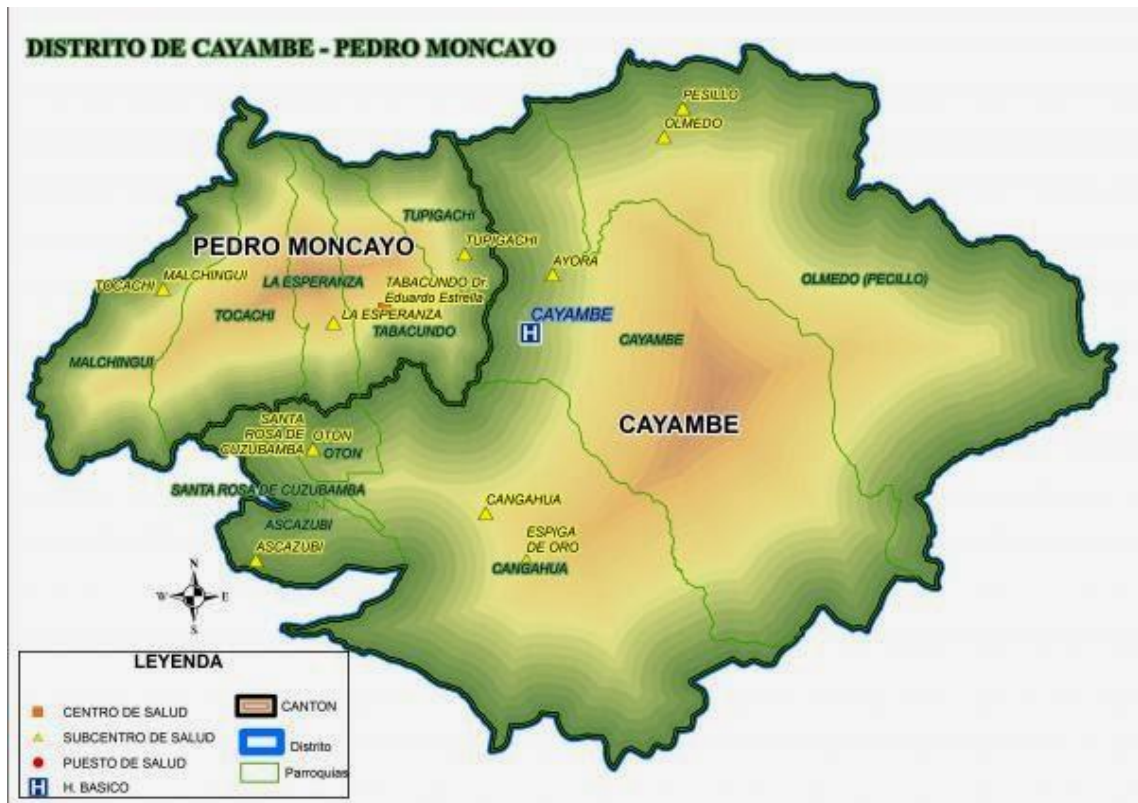 DISTRITO DE CAYAMBE - PEDRO MONCAYO
PESILLO
OLMEDO
TUPIGACHI
PEDRO MONCAYO
TUPIGACHI
AYORA
TOCACHI
MALCHINGUI
LA ESPERANZA
TABACUNDO Dr.
Eduardo Estrella
OLMEDO (PECILLO)
TOCACHI
LA ESPERANZA
TABACUNDO
CAYAMBE
H
CAYAMBE
MALCHINGUI
CAYAMBE
SANTA
ROSA DE
CUZUBAMBA
OTON
OTON
SANTA ROSA DE CUZUBAMBA
CANGAHUA
ASCAZUBI
ASCAZUBI
ESPIGA
DE ORO
CANGAHUA
N
W
E
S
LEYENDA
CENTRO DE SALUD
SUBCENTRO DE SALUD
PUESTO DE SALUD
H
H. BASICO
CANTON
Distrito
Parroquias